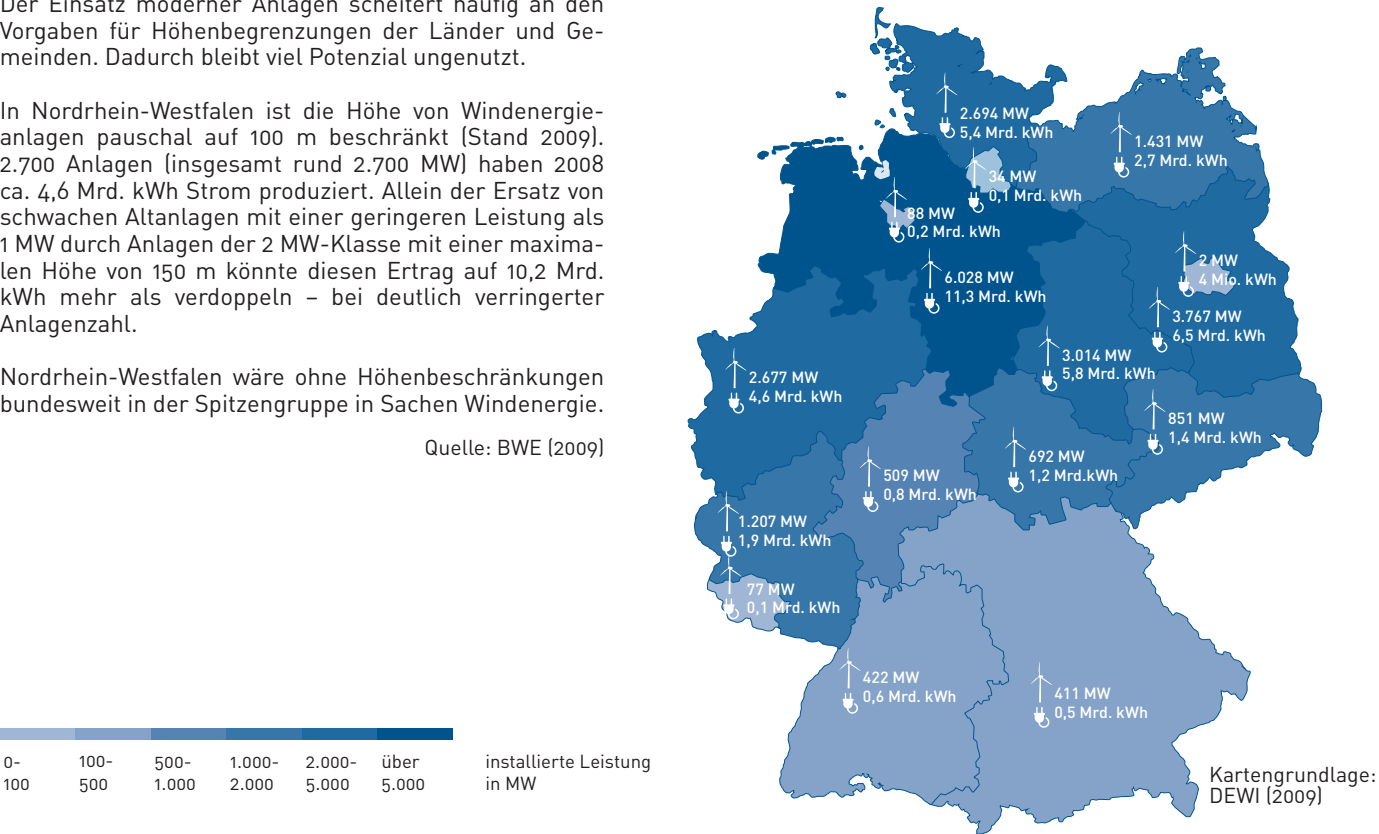 Der Einsatz moderner Anlagen scheitert häufig an den
Vorgaben für Höhenbegrenzungen der Länder und Ge-
meinden. Dadurch bleibt viel Potenzial ungenutzt.
In Nordrhein-Westfalen ist die Höhe von Windenergie-
anlagen pauschal auf 100 m beschränkt (Stand 2009).
2.700 Anlagen (insgesamt rund 2.700 MW) haben 2008
ca. 4,6 Mrd. kWh Strom produziert. Allein der Ersatz von
schwachen Altanlagen mit einer geringeren Leistung als
1 MW durch Anlagen der 2 MW-Klasse mit einer maxima-
len Höhe von 150 m könnte diesen Ertrag auf 10,2 Mrd.
kWh mehr als verdoppeln – bei deutlich verringerter
Anlagenzahl.
Nordrhein-Westfalen wäre ohne Höhenbeschränkungen
bundesweit in der Spitzengruppe in Sachen Windenergie.
Quelle: BWE (2009)
2.694 MW
5,4 Mrd. kWh
1.431 MW
2,7 Mrd. kWh
34 MW
0,1 Mrd. kWh
88 MW
0,2 Mrd. kWh
2 MW
4 Mio. kWh
6.028 MW
11,3 Mrd. kWh
3.767 MW
6,5 Mrd. kWh
3.014 MW
5,8 Mrd. kWh
2.677 MW
4,6 Mrd. kWh
851 MW
1,4 Mrd. kWh
692 MW
1,2 Mrd.kWh
509 MW
0,8 Mrd. kWh
1.207 MW
1,9 Mrd. kWh
77 MW
0,1 Mrd. kWh
422 MW
0,6 Mrd. kWh
411 MW
0,5 Mrd. kWh
0-
100
100-
500
500-
1.000
1.000-
2.000
2.000-
5.000
über
5.000
installierte Leistung
in MW
Kartengrundlage:
DEWI (2009)